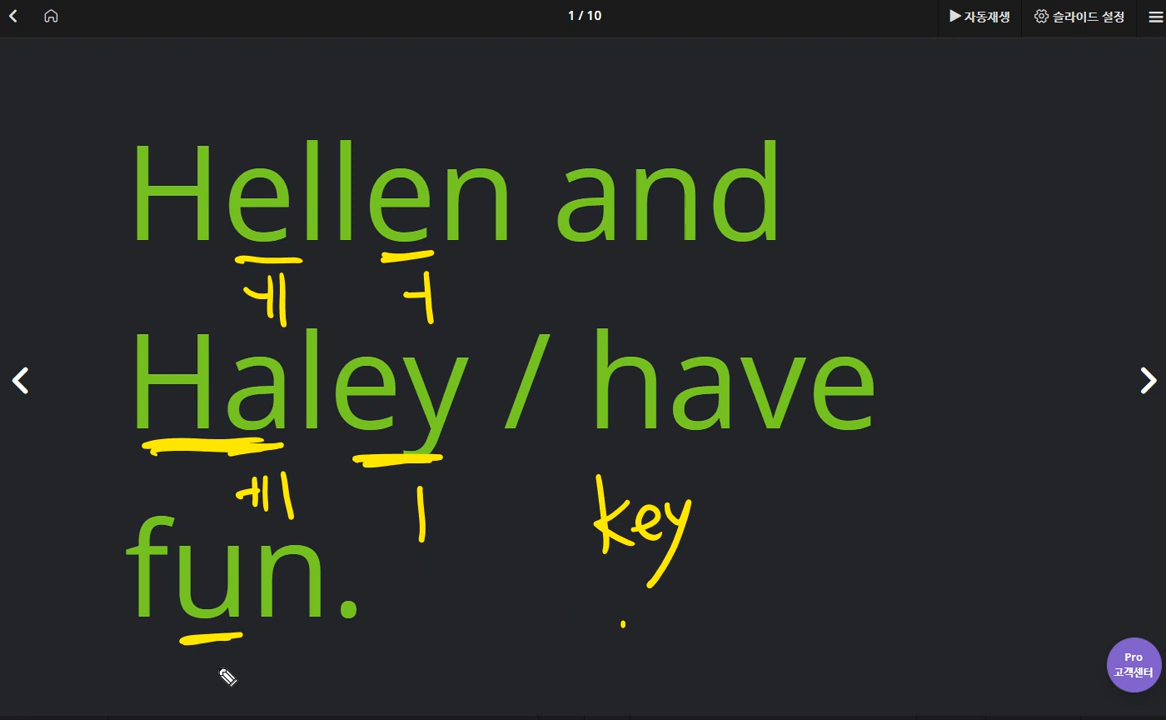 1 / 10
자동재생
슬라이드 설정
Hellen and
ㅔ ㅓ
Haley / have
ㅔㅣ ㅣ key
fun.
Pro
고객센터